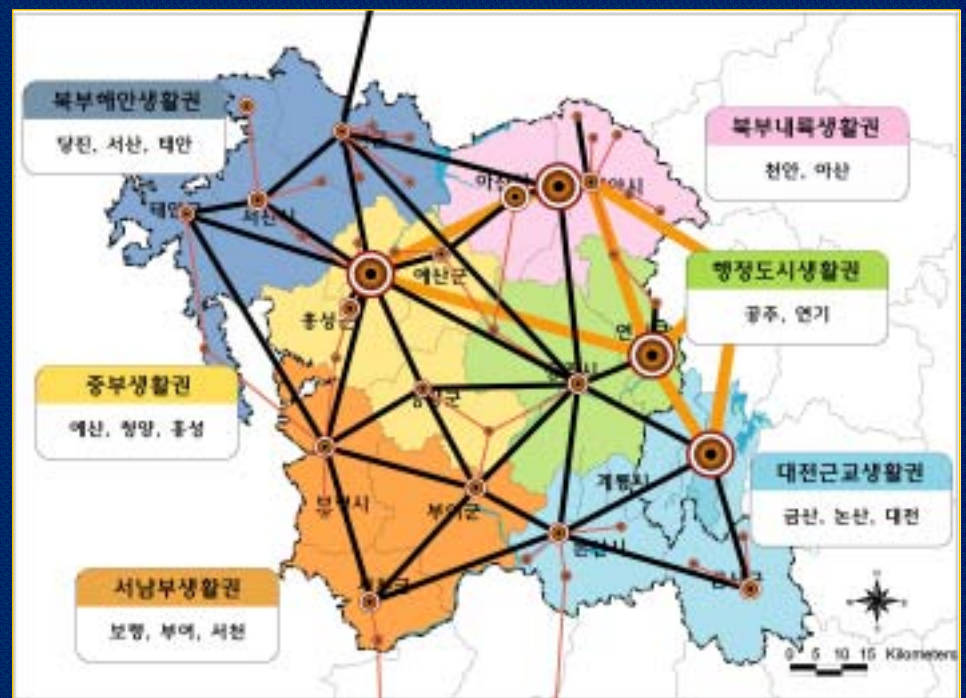 북부해안생활권
당진, 서산, 태안
북부내륙생활권
천안, 아산
행정도시생활권
공주, 연기
중부생활권
예산, 청양, 홍성
대전근교생활권
금산, 논산, 대전
서남부생활권
보령, 부여, 서천
태안군
서산시
예산군
홍성군
부여군
계룡시
0 5 10 15 Kilometers